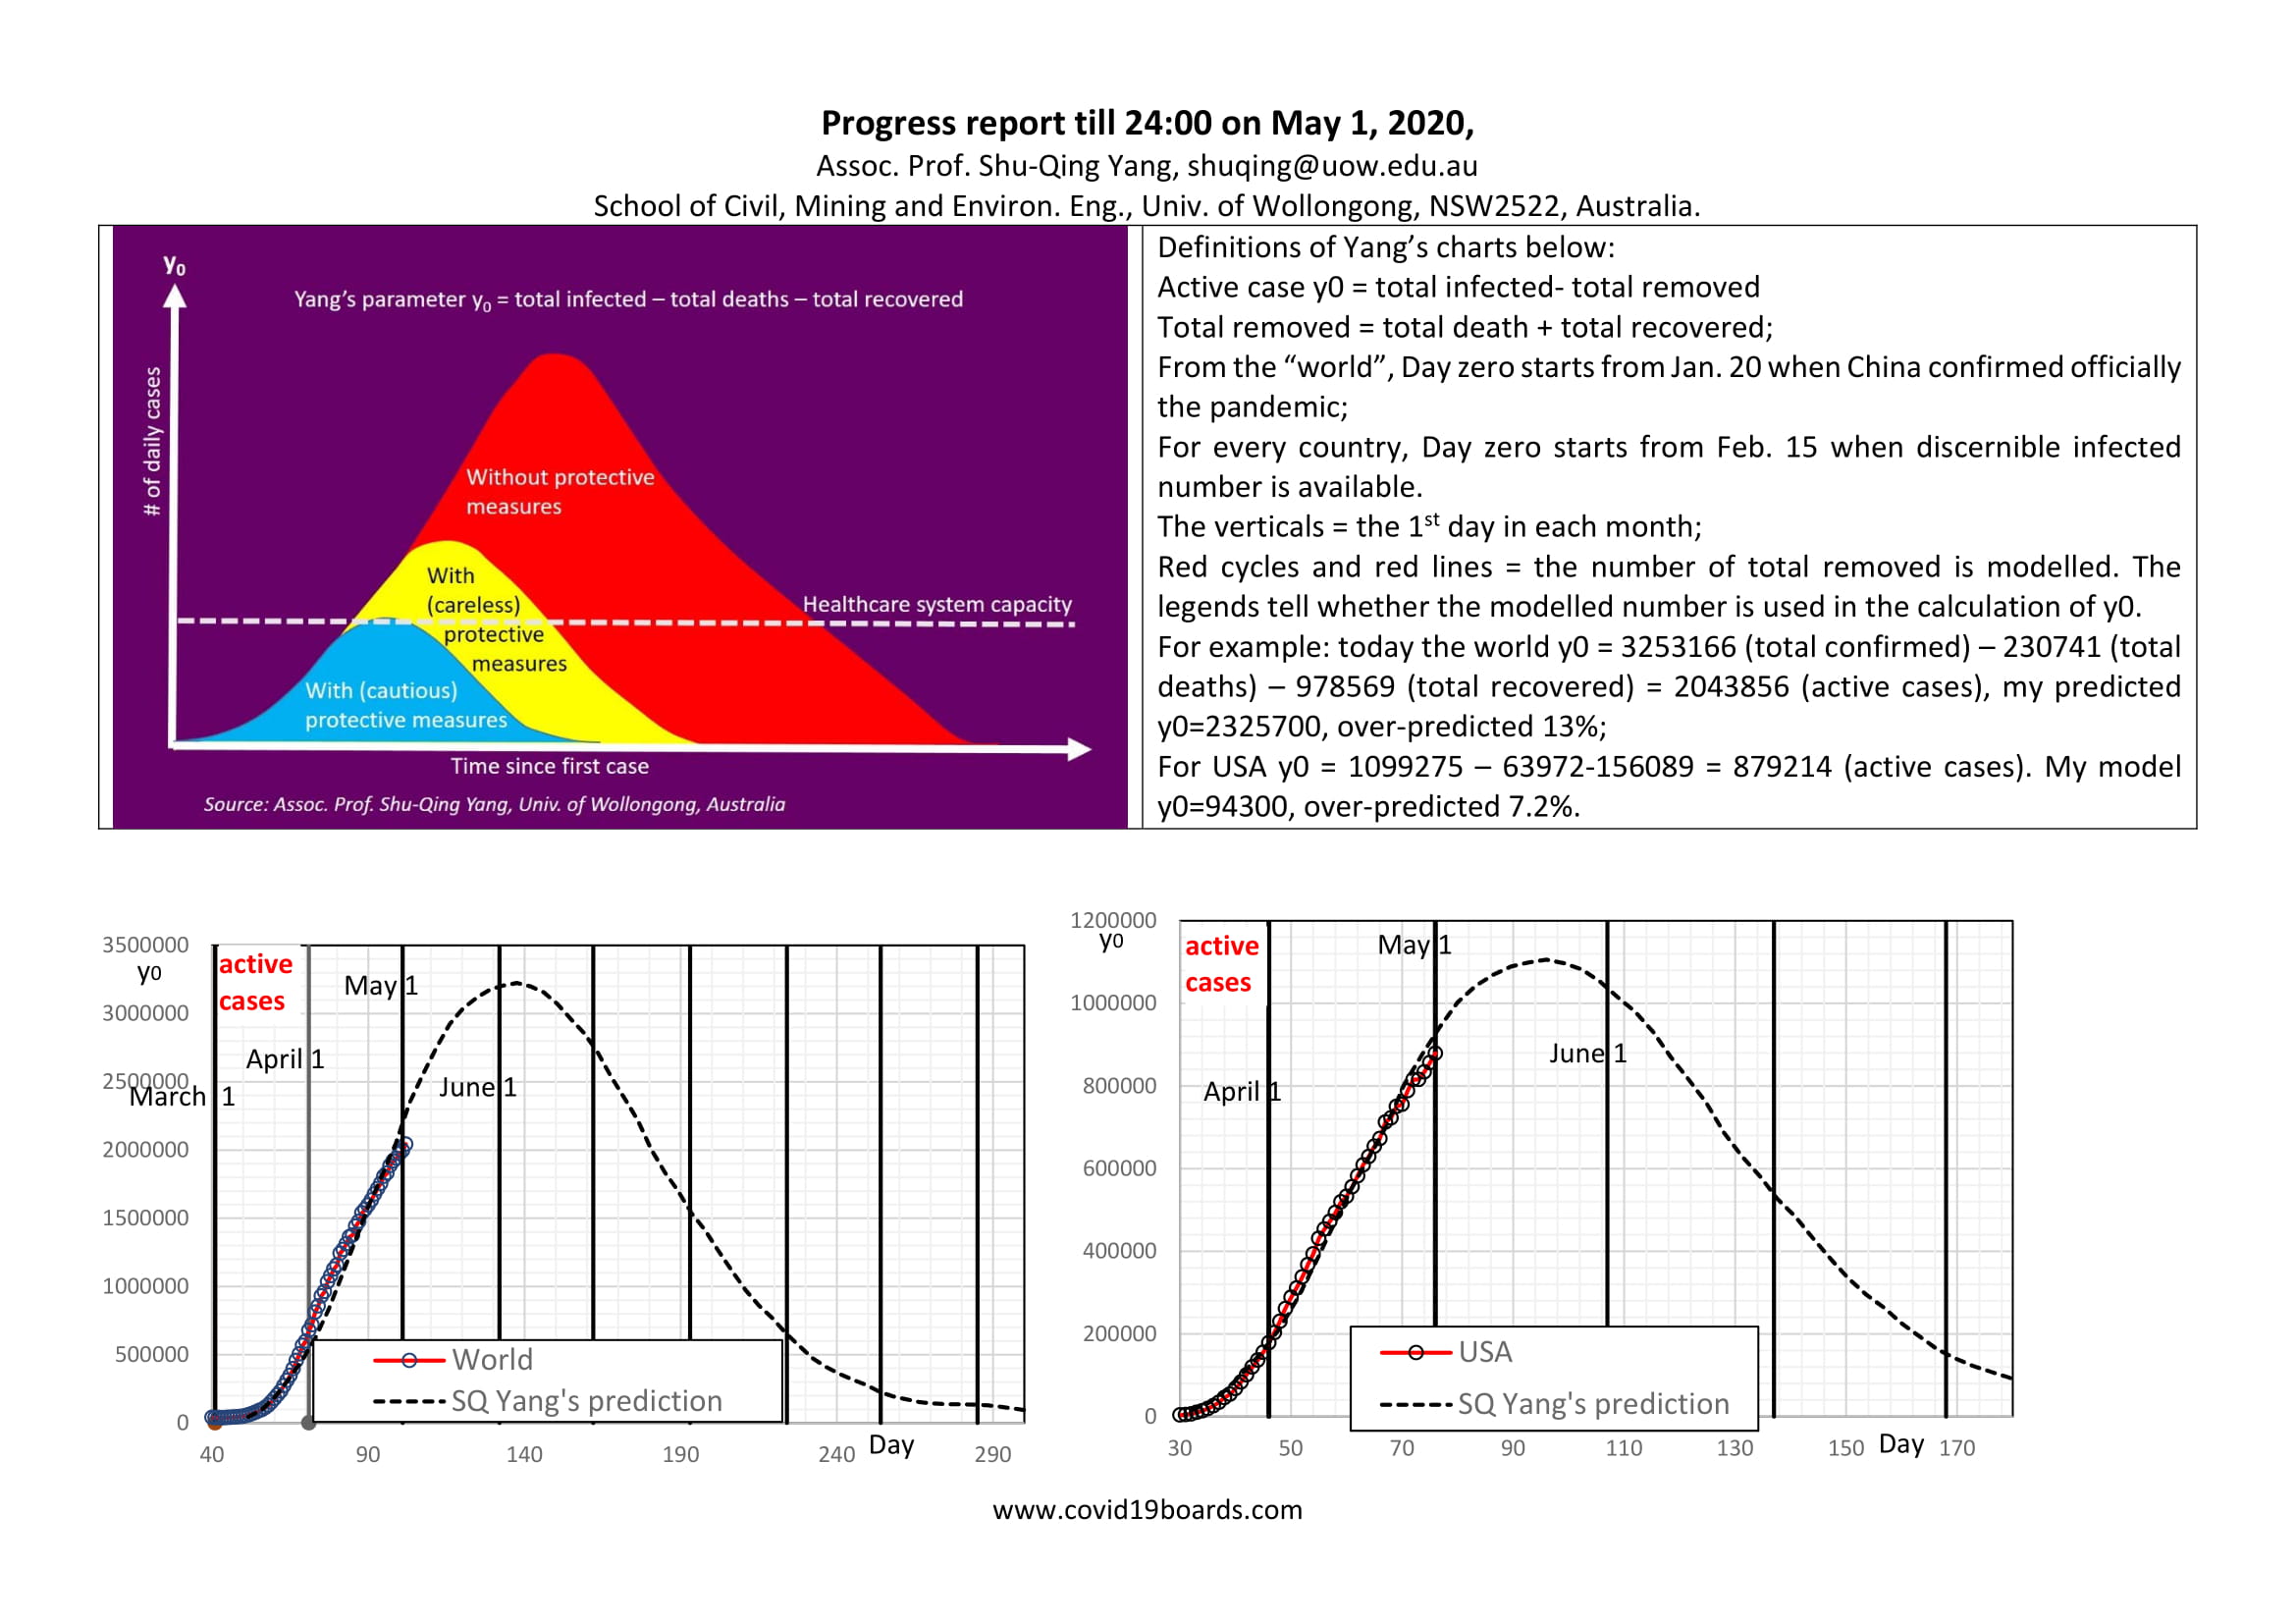 Progress report till 24:00 on May 1, 2020,
Assoc. Prof. Shu-Qing Yang, shuqing@uow.edu.au
School of Civil, Mining and Environ. Eng., Univ. of Wollongong, NSW2522, Australia.
y₀
Yang's parameter y₀ = total infected – total deaths – total recovered
# of daily cases
Without protective
measures
With
(careless)
protective
measures
Healthcare system capacity
With (cautious)
protective measures
Time since first case
Source: Assoc. Prof. Shu-Qing Yang, Univ. of Wollongong, Australia
Definitions of Yang's charts below:
Active case y0 = total infected- total removed
Total removed = total death + total recovered;
From the “world”, Day zero starts from Jan. 20 when China confirmed officially
the pandemic;
For every country, Day zero starts from Feb. 15 when discernible infected
number is available.
The verticals = the 1st day in each month;
Red cycles and red lines = the number of total removed is modelled. The
legends tell whether the modelled number is used in the calculation of y0.
For example: today the world y0 = 3253166 (total confirmed) – 230741 (total
deaths) – 978569 (total recovered) = 2043856 (active cases), my predicted
y0=2325700, over-predicted 13%;
For USA y0 = 1099275 – 63972-156089 = 879214 (active cases). My model
y0=94300, over-predicted 7.2%.
3500000
y0
active
cases
May 1
3000000
April 1
2500000
March 1
June 1
2000000
1500000
1000000
500000
0
World
SQ Yang's prediction
40 90 140 190 240 Day 290
1200000
y0
active
cases
May 1
1000000
June 1
800000
April 1
600000
400000
200000
0
USA
SQ Yang's prediction
30 50 70 90 110 130 150 Day 170
www.covid19boards.com